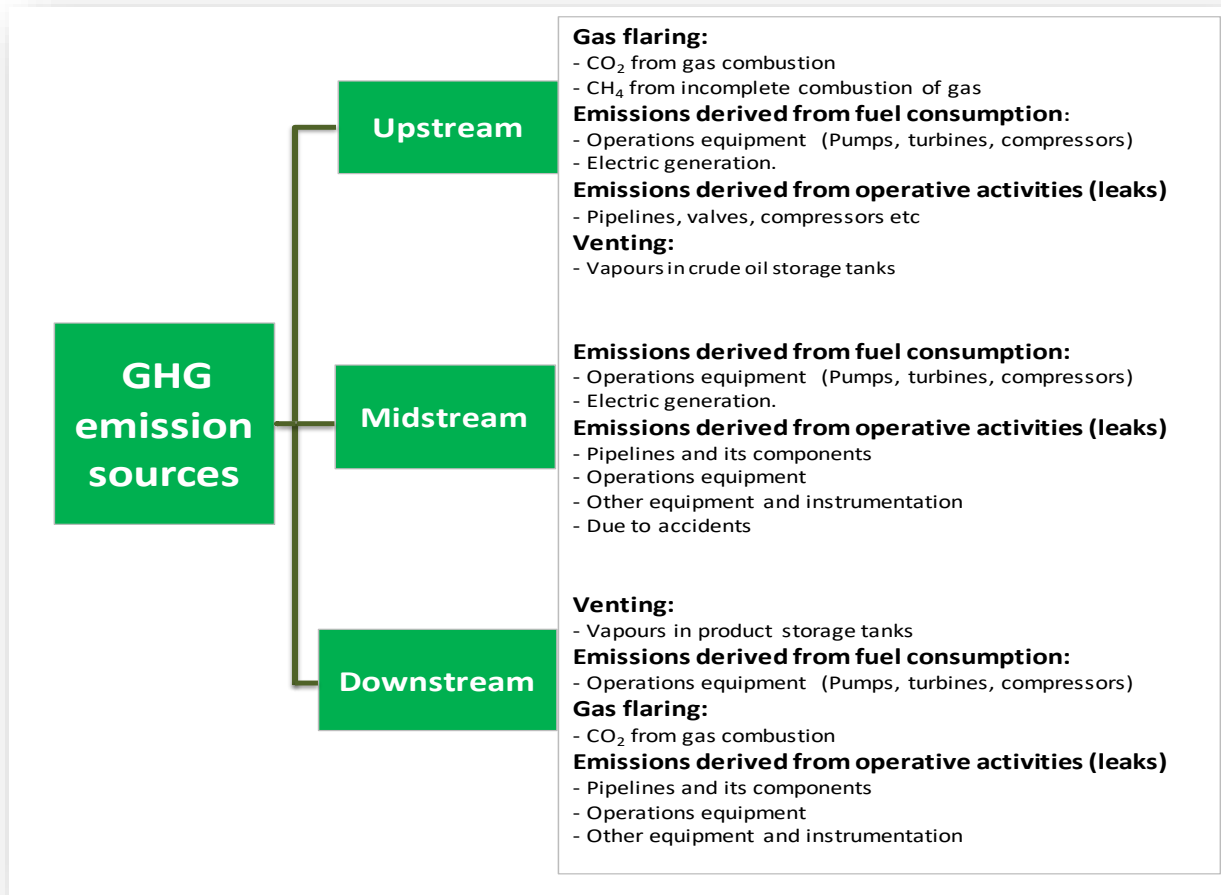 GHG
emission
sources
Upstream
Gas flaring:
- CO₂ from gas combustion
- CH₄ from incomplete combustion of gas
Emissions derived from fuel consumption:
- Operations equipment (Pumps, turbines, compressors)
- Electric generation.
Emissions derived from operative activities (leaks)
- Pipelines, valves, compressors etc
Venting:
- Vapours in crude oil storage tanks
Midstream
Emissions derived from fuel consumption:
- Operations equipment (Pumps, turbines, compressors)
- Electric generation.
Emissions derived from operative activities (leaks)
- Pipelines and its components
- Operations equipment
- Other equipment and instrumentation
- Due to accidents
Downstream
Venting:
- Vapours in product storage tanks
Emissions derived from fuel consumption:
- Operations equipment (Pumps, turbines, compressors)
Gas flaring:
- CO₂ from gas combustion
Emissions derived from operative activities (leaks)
- Pipelines and its components
- Operations equipment
- Other equipment and instrumentation